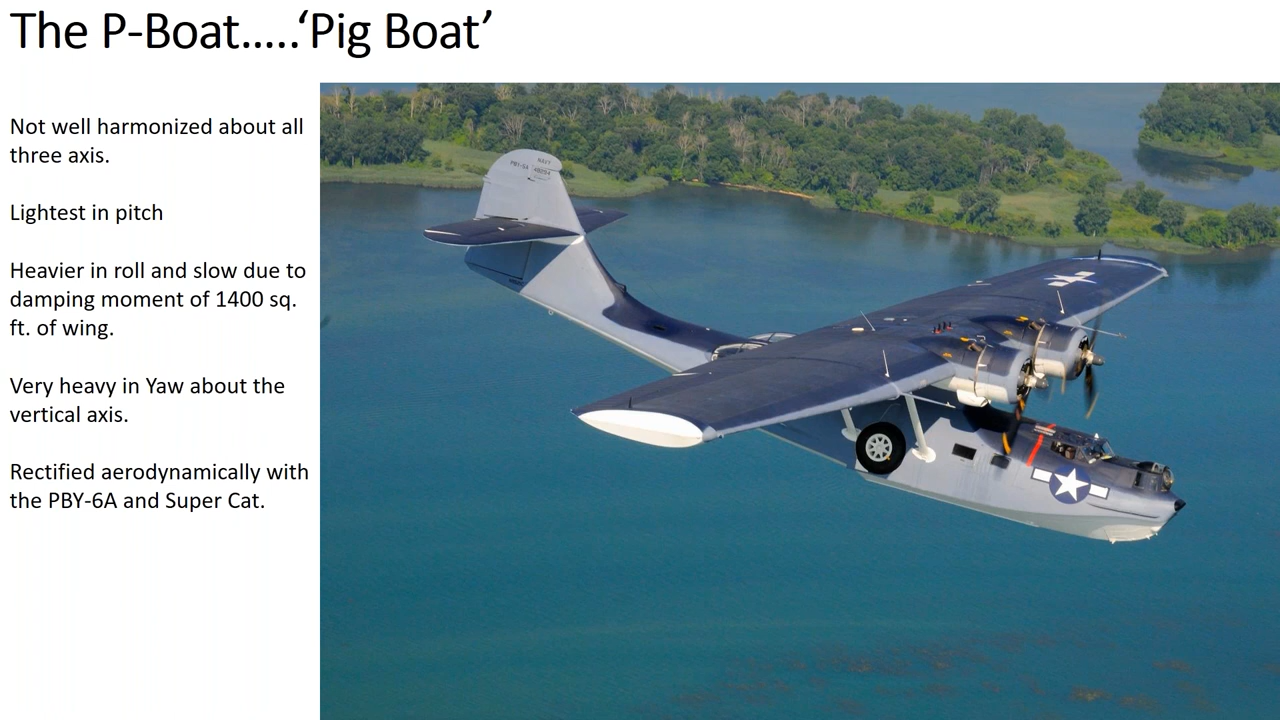 The P-Boat.....‘Pig Boat’
Not well harmonized about all
three axis.
Lightest in pitch
Heavier in roll and slow due to
damping moment of 1400 sq.
ft. of wing.
Very heavy in Yaw about the
vertical axis.
Rectified aerodynamically with
the PBY-6A and Super Cat.
NAVY
PBY-5A